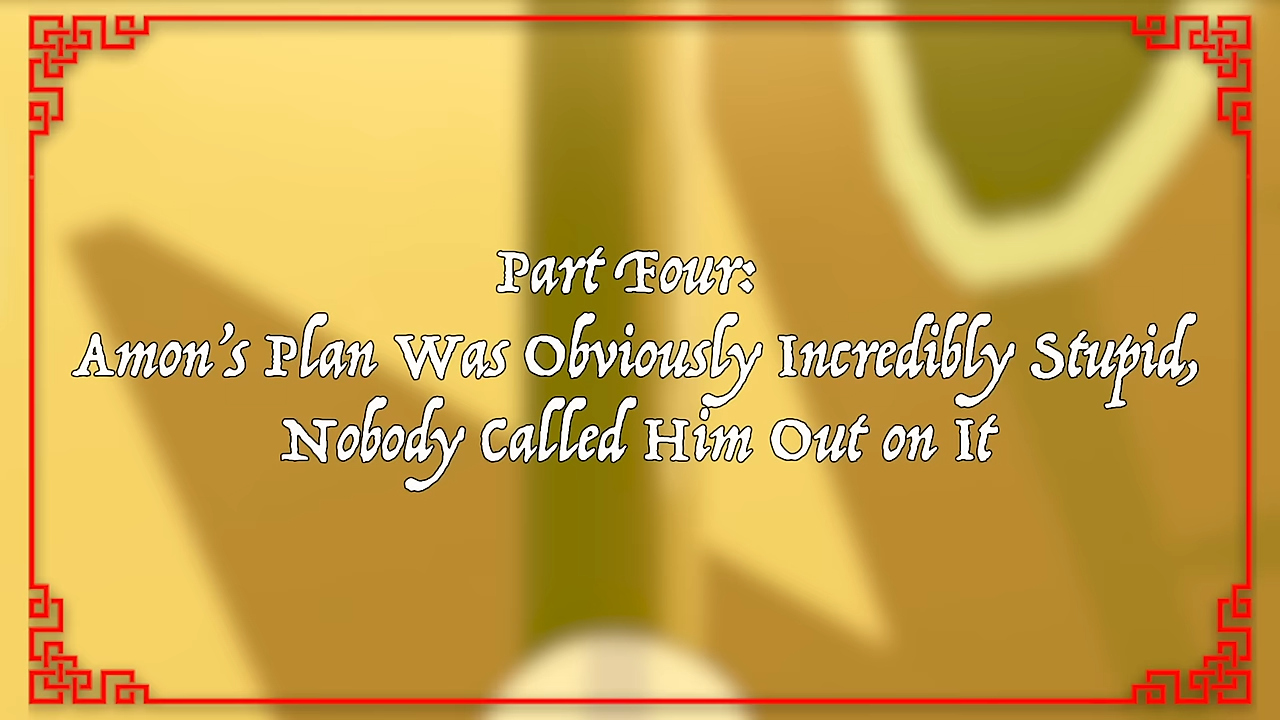 Part Four:
Amon's Plan Was Obviously Incredibly Stupid,
Nobody Called Him Out on It